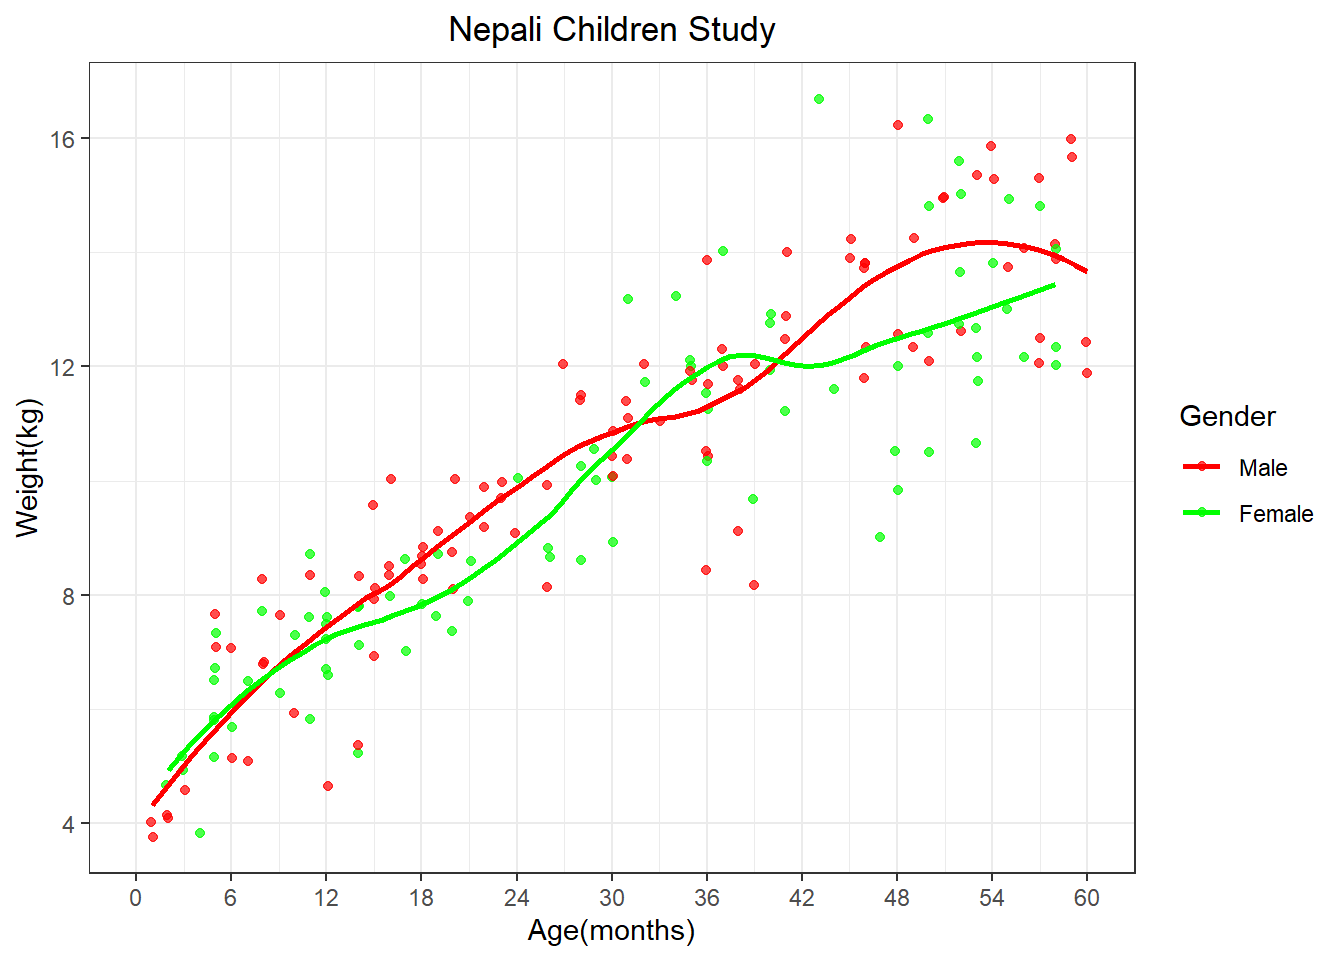 Nepali Children Study
16
12
8
4
Weight(kg)
0 6 12 18 24 30 36 42 48 54 60
Age(months)
Gender
Male
Female